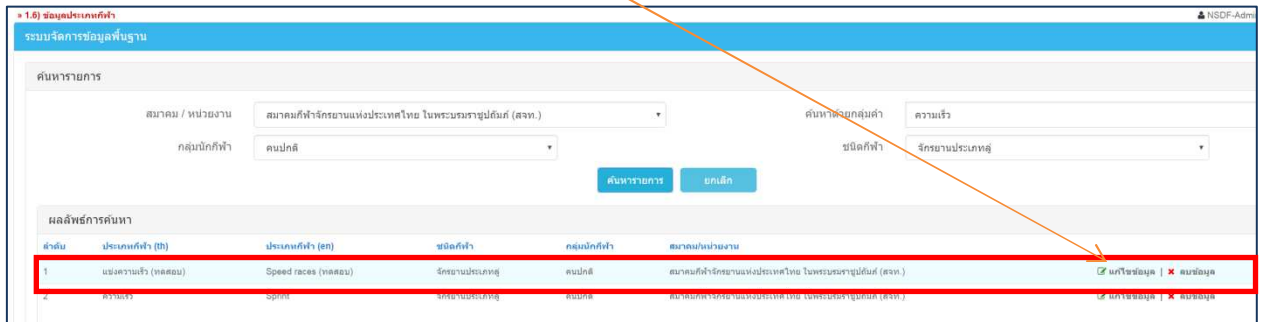 » 1.6) ข้อมูลประเภทกีฬา NSDF-Admi
ระบบจัดการข้อมูลพื้นฐาน
ค้นหารายการ
สมาคม / หน่วยงาน สมาคมกีฬาจักรยานแห่งประเทศไทย ในพระบรมราชูปถัมภ์ (สจท.) ค้นหาด้วยกลุ่มคำ ความเร็ว
กลุ่มนักกีฬา คนปกติ ชนิดกีฬา จักรยานประเภทลู่
ค้นหารายการ ยกเลิก
ผลลัพธ์การค้นหา
ลำดับ ประเภทกีฬา (th) ประเภทกีฬา (en) ชนิดกีฬา กลุ่มนักกีฬา สมาคม/หน่วยงาน
1 แข่งความเร็ว (ทดสอบ) Speed races (ทดสอบ) จักรยานประเภทลู่ คนปกติ สมาคมกีฬาจักรยานแห่งประเทศไทย ในพระบรมราชูปถัมภ์ (สจท.) แก้ไขข้อมูล | ลบข้อมูล
2 ความเร็ว Sprint จักรยานประเภทลู่ คนปกติ สมาคมกีฬาจักรยานแห่งประเทศไทย ในพระบรมราชูปถัมภ์ (สจท.) แก้ไขข้อมูล | ลบข้อมูล